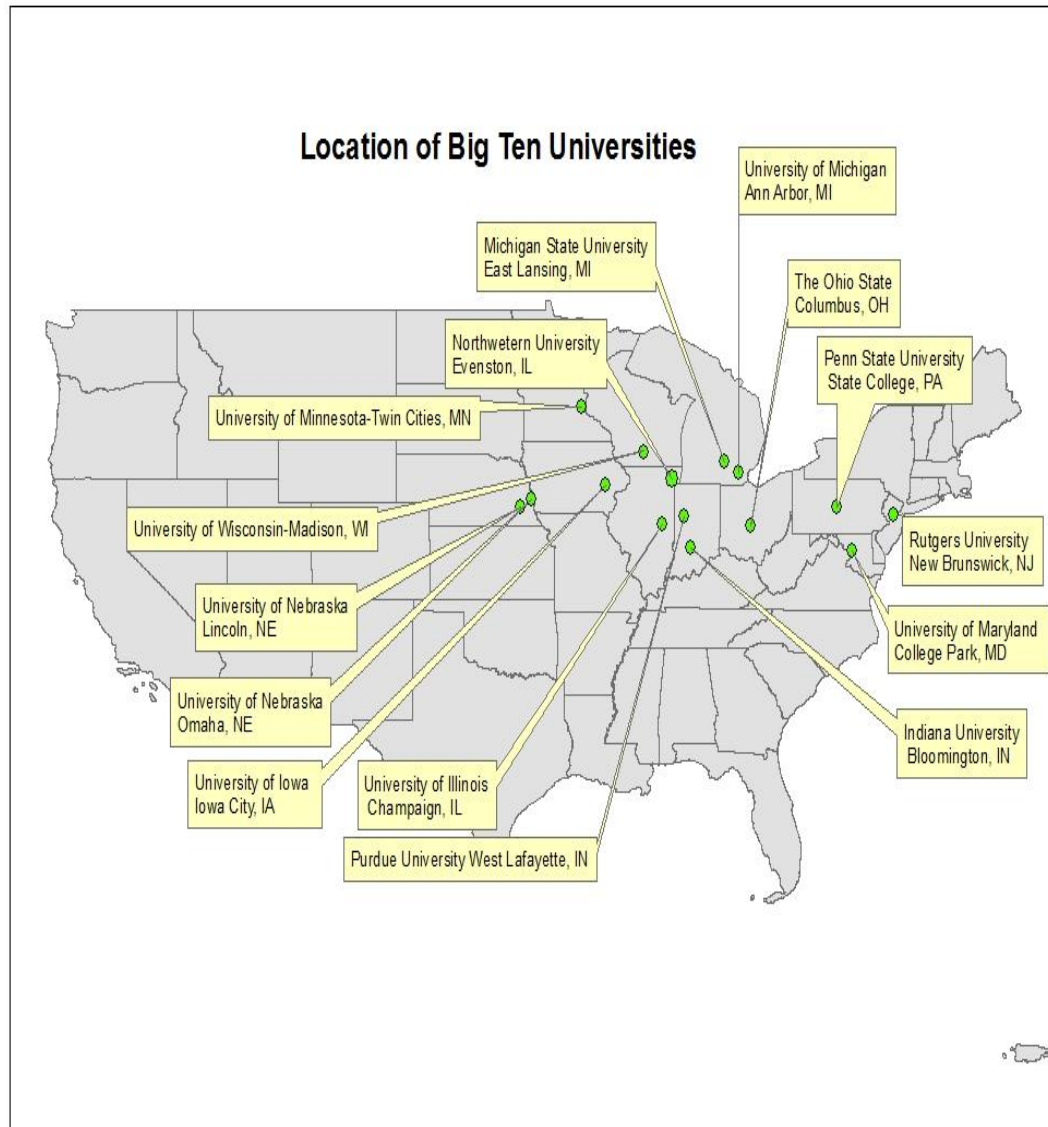 Location of Big Ten Universities
University of Michigan
Ann Arbor, MI
Michigan State University
East Lansing, MI
The Ohio State
Columbus, OH
Northwetern University
Evenston, IL
Penn State University
State College, PA
University of Minnesota-Twin Cities, MN
University of Wisconsin-Madison, WI
Rutgers University
New Brunswick, NJ
University of Nebraska
Lincoln, NE
University of Maryland
College Park, MD
University of Nebraska
Omaha, NE
Indiana University
Bloomington, IN
University of Iowa
Iowa City, IA
University of Illinois
Champaign, IL
Purdue University West Lafayette, IN